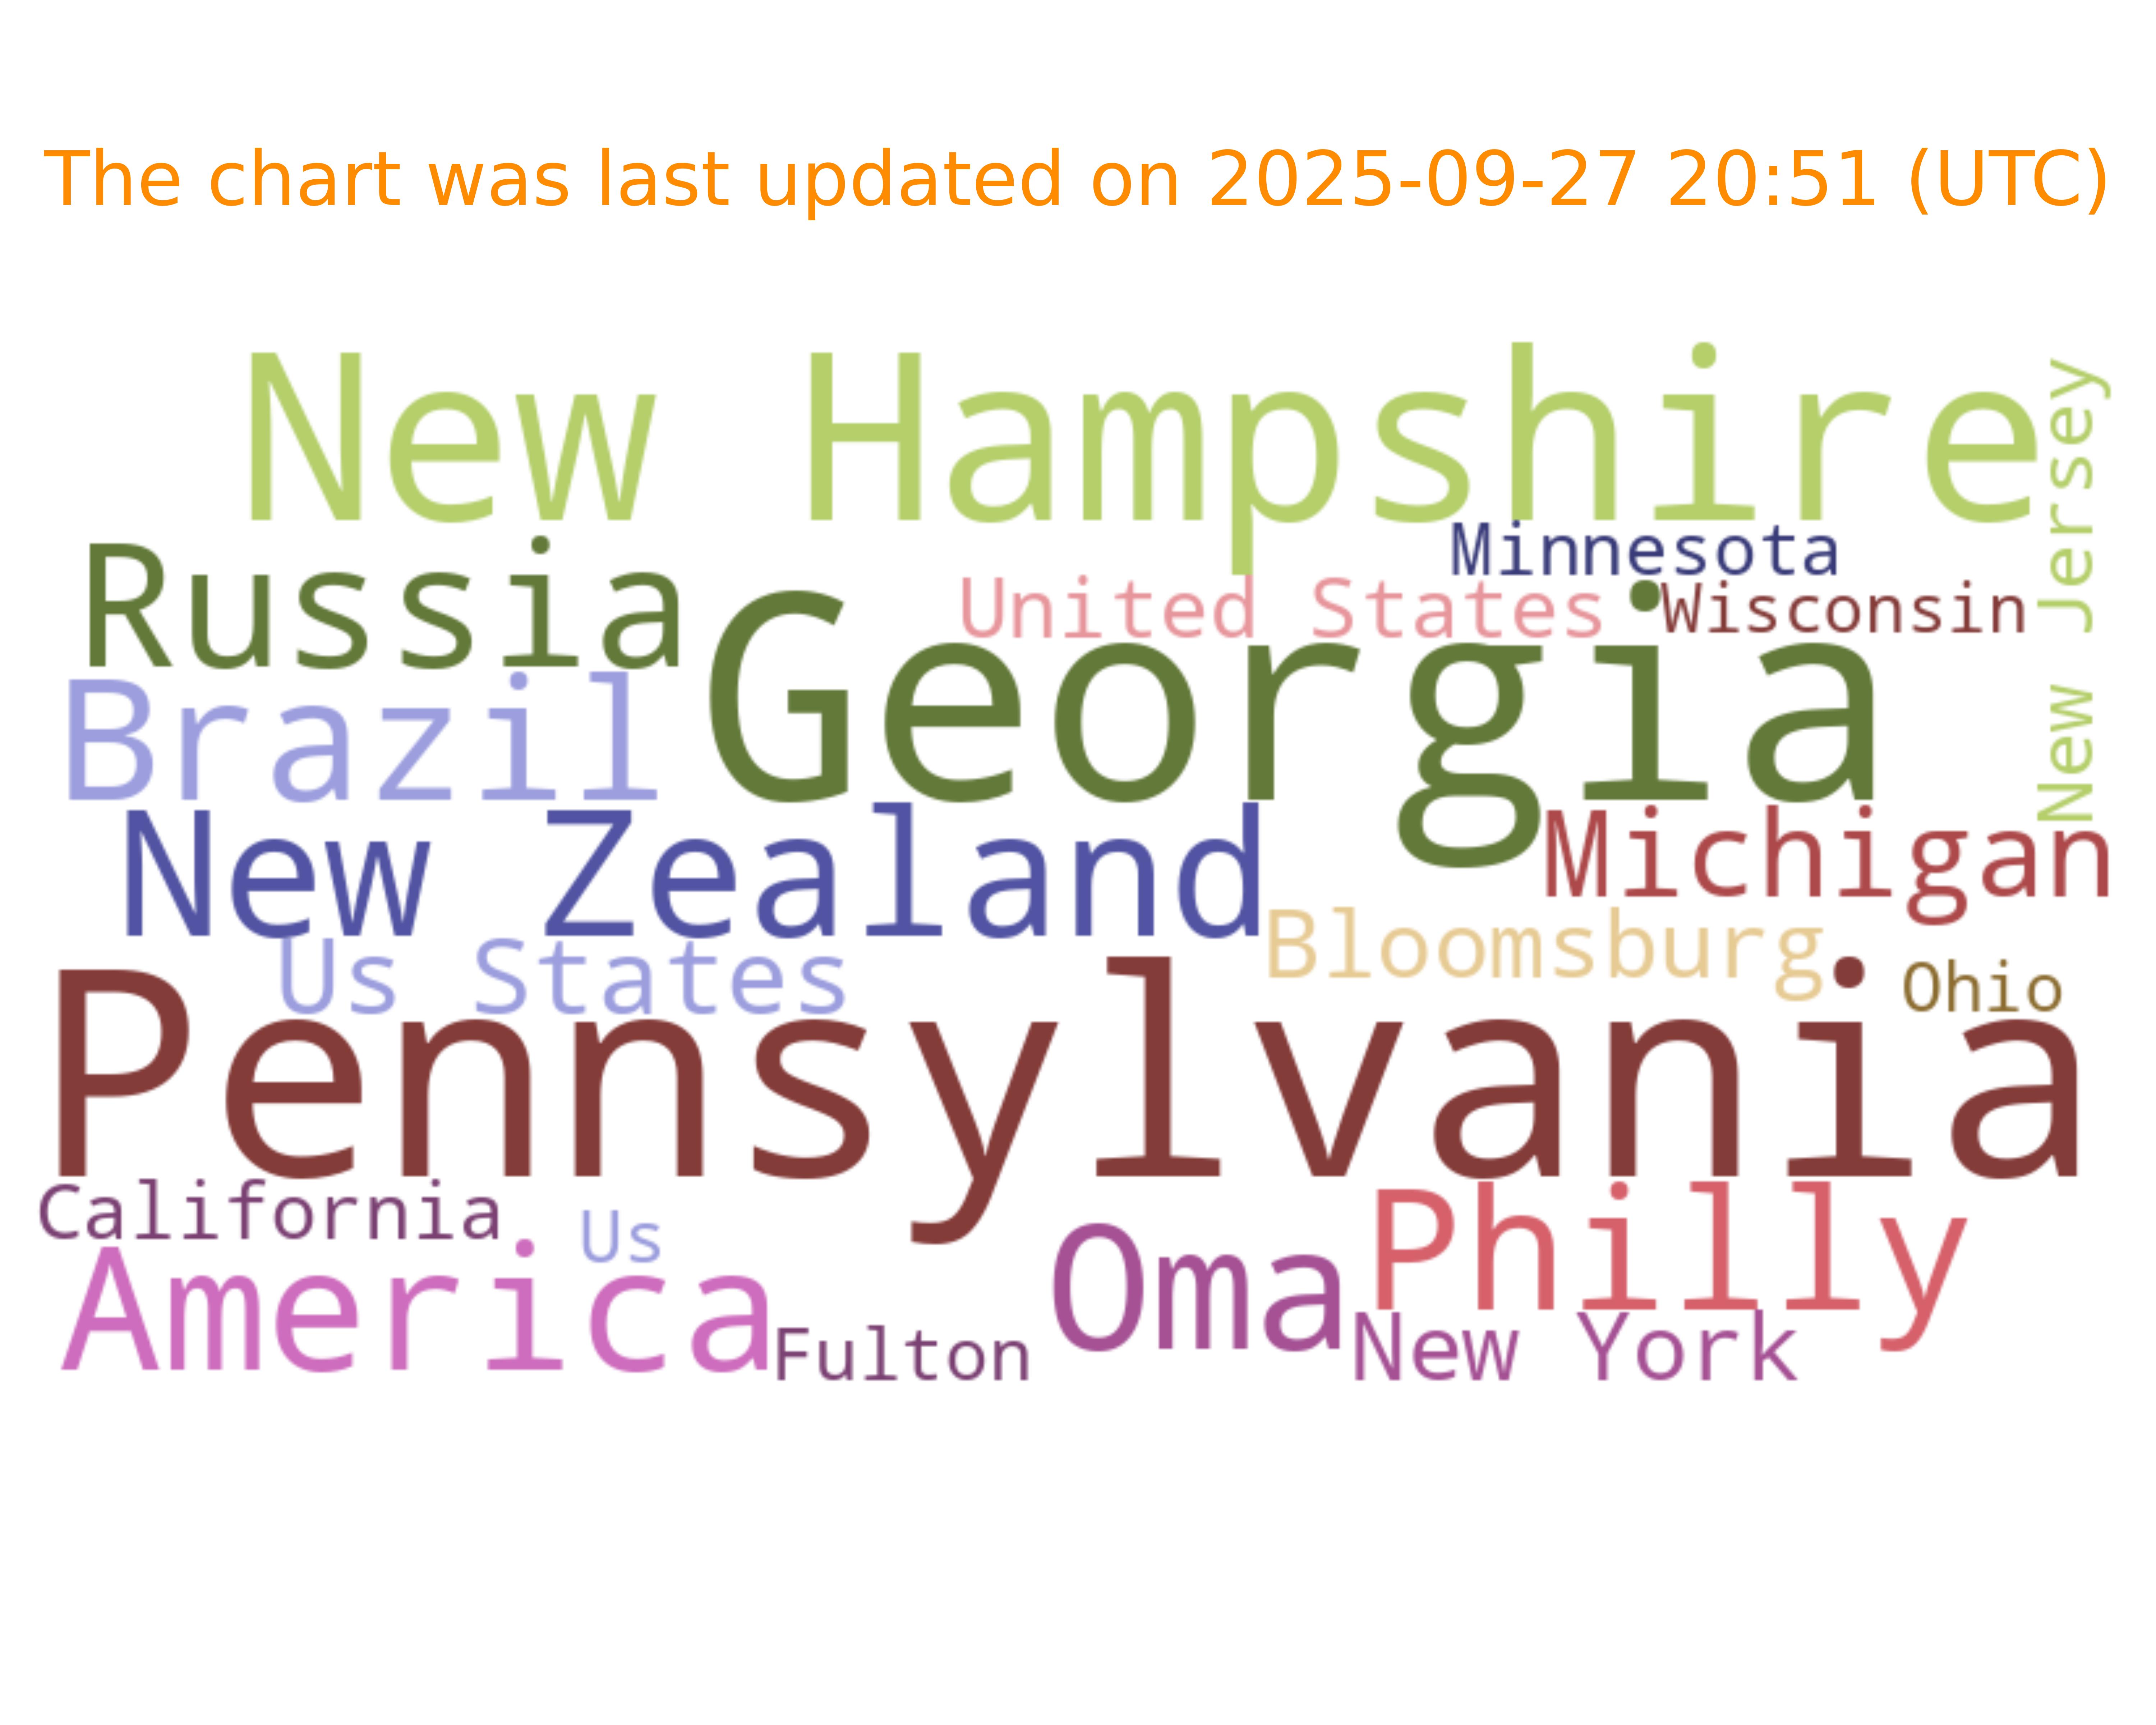 The chart was last updated on 2025-09-27 20:51 (UTC)
New Hampshire
New Jersey
Minnesota
Russia
United States
Wisconsin
Georgia
Brazil
New Zealand
Michigan
Bloomsburg
Us States
Ohio
Pennsylvania
California
Us
Philly
Oma
America
New York
Fulton